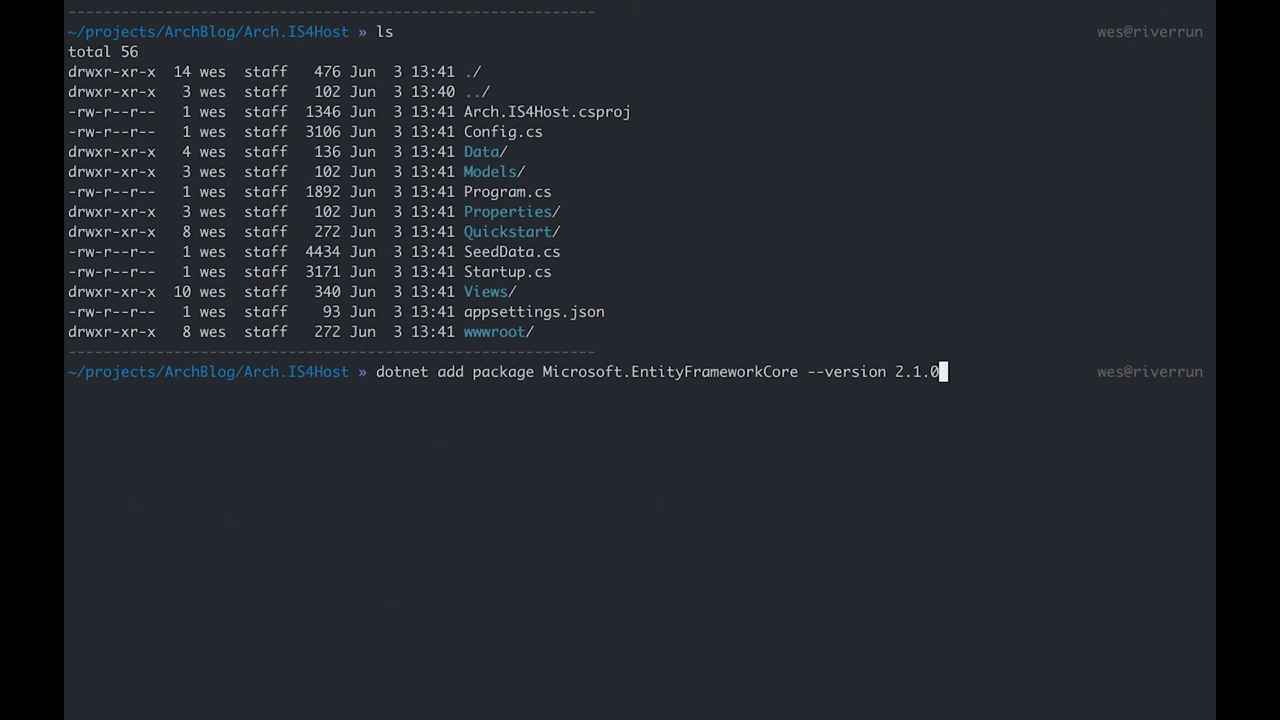 --------------------------------------------------------------
~/projects/ArchBlog/Arch.IS4Host » ls wes@riverrun
total 56
drwxr-xr-x 14 wes staff 476 Jun 3 13:41 ./
drwxr-xr-x 3 wes staff 102 Jun 3 13:40 ../
-rw-r--r-- 1 wes staff 1346 Jun 3 13:41 Arch.IS4Host.csproj
-rw-r--r-- 1 wes staff 3106 Jun 3 13:41 Config.cs
drwxr-xr-x 4 wes staff 136 Jun 3 13:41 Data/
drwxr-xr-x 3 wes staff 102 Jun 3 13:41 Models/
-rw-r--r-- 1 wes staff 1892 Jun 3 13:41 Program.cs
drwxr-xr-x 3 wes staff 102 Jun 3 13:41 Properties/
drwxr-xr-x 8 wes staff 272 Jun 3 13:41 Quickstart/
-rw-r--r-- 1 wes staff 4434 Jun 3 13:41 SeedData.cs
-rw-r--r-- 1 wes staff 3171 Jun 3 13:41 Startup.cs
drwxr-xr-x 10 wes staff 340 Jun 3 13:41 Views/
-rw-r--r-- 1 wes staff 93 Jun 3 13:41 appsettings.json
drwxr-xr-x 8 wes staff 272 Jun 3 13:41 wwwroot/
--------------------------------------------------------------
~/projects/ArchBlog/Arch.IS4Host » dotnet add package Microsoft.EntityFrameworkCore --version 2.1.0 wes@riverrun